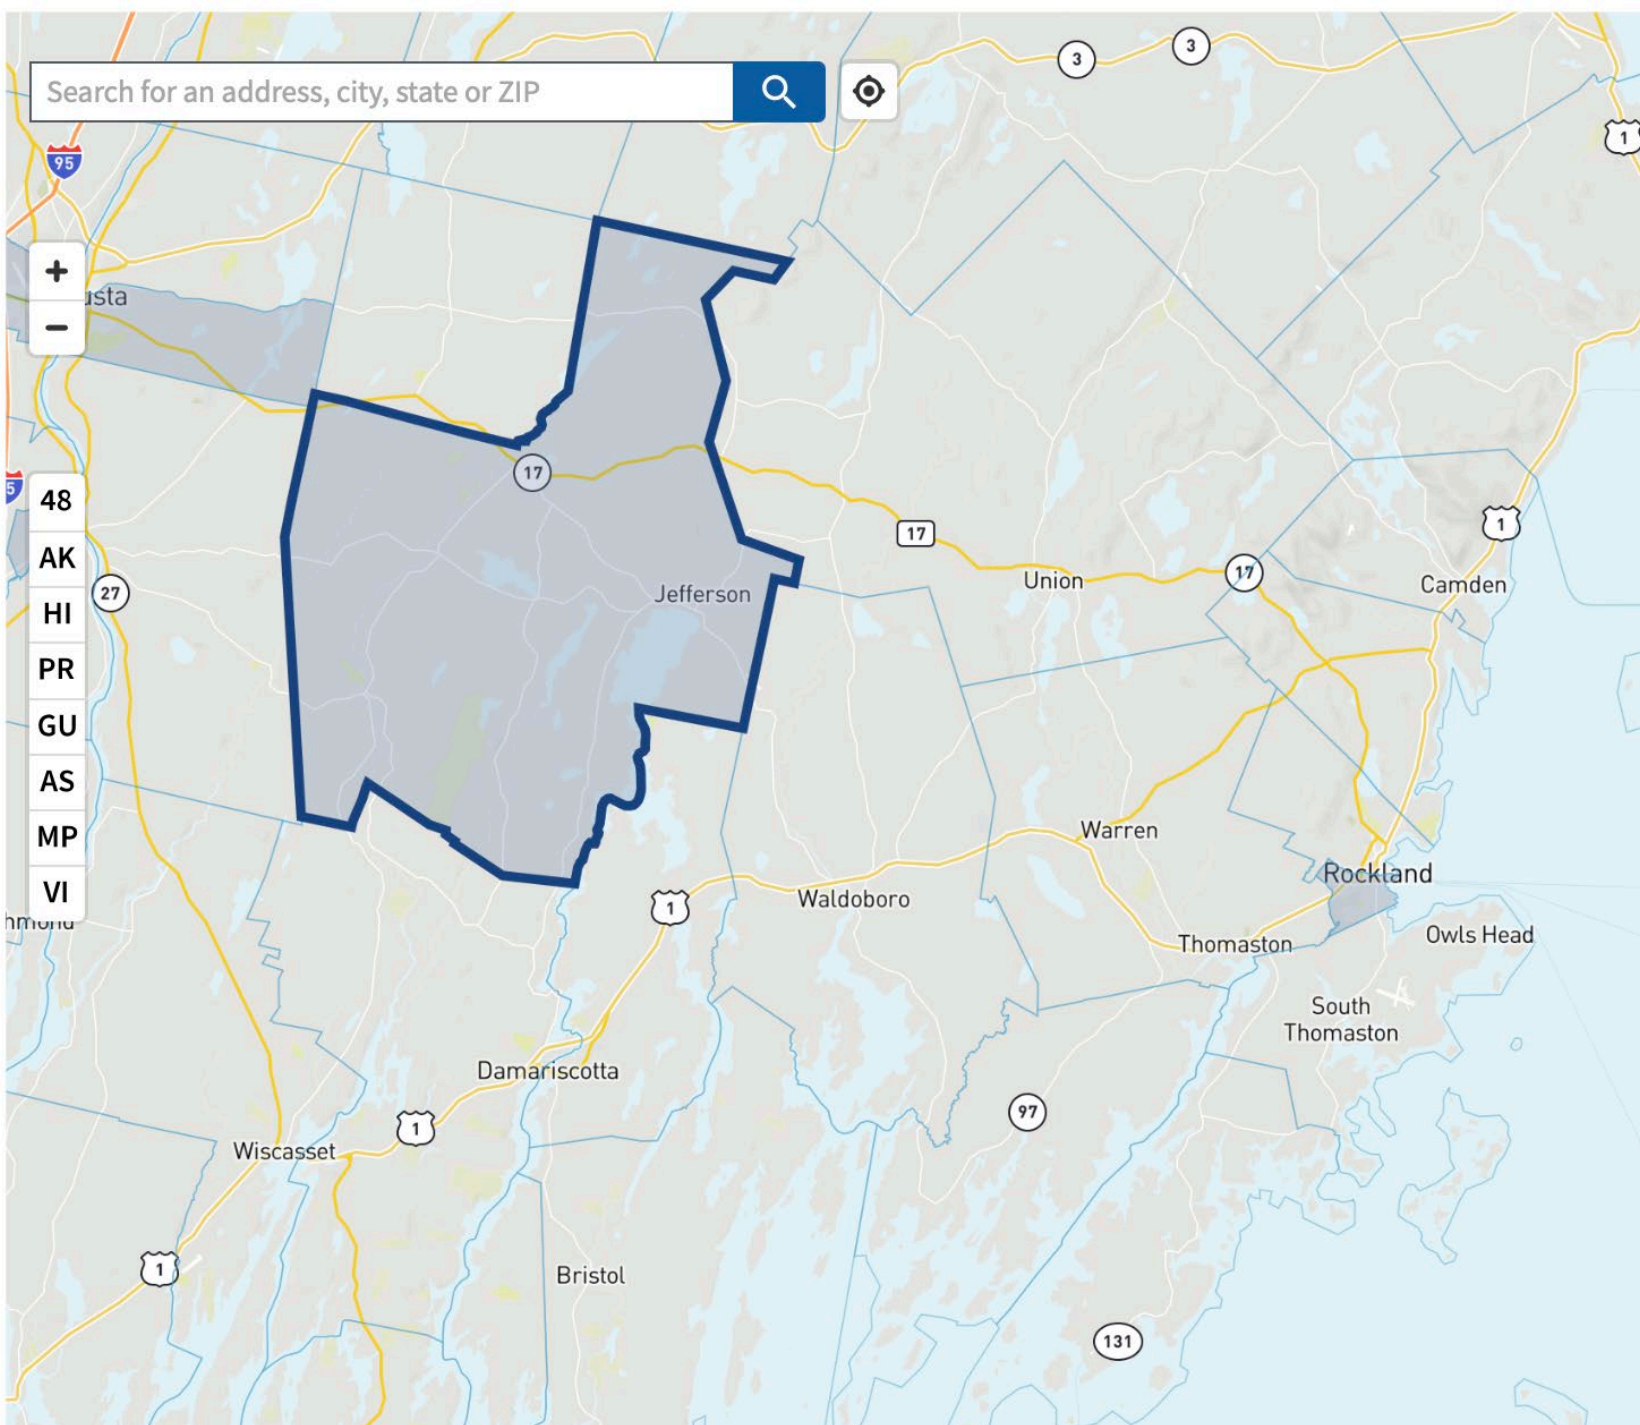 3
3
Search for an address, city, state or ZIP
1
95
+
usta
−
17
48
17
1
AK
17
Union
Camden
27
Jefferson
HI
PR
GU
AS
MP
Warren
VI
Rockland
1
Waldoboro
hmond
Thomaston
Owls Head
South
Thomaston
Damariscotta
97
1
Wiscasset
1
Bristol
131
5